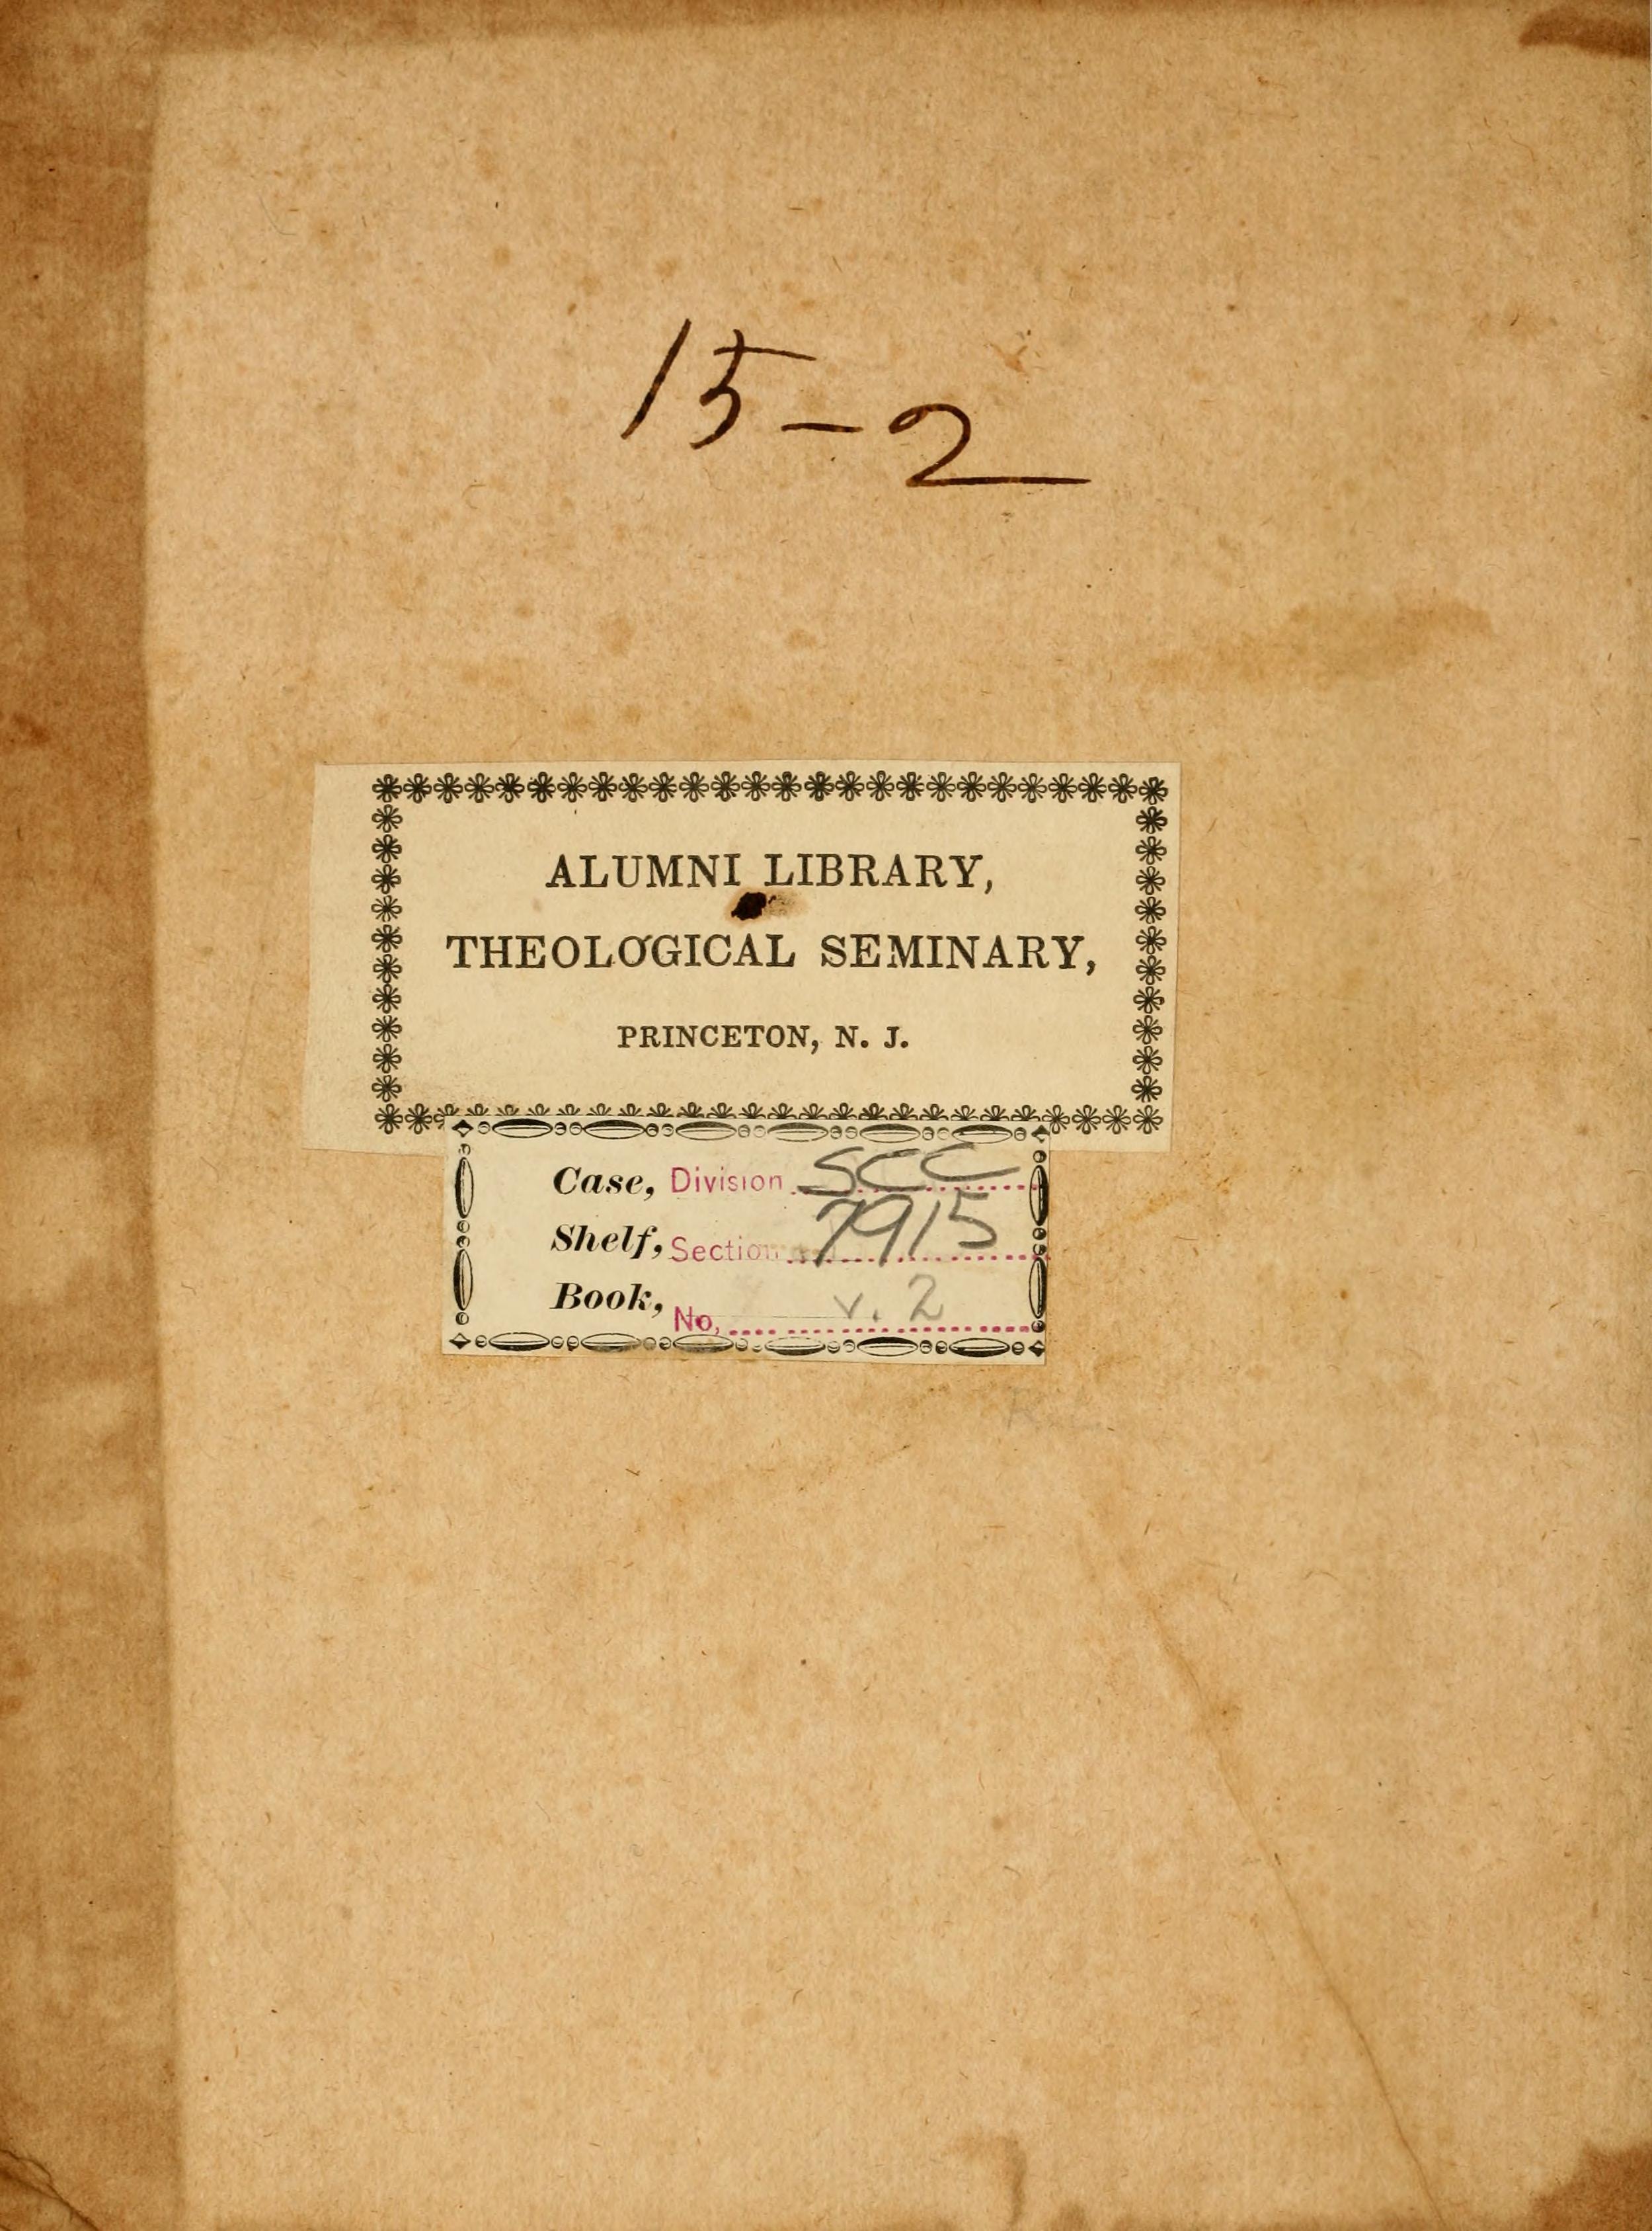 15-2
ALUMNI LIBRARY,
THEOLOGICAL SEMINARY,
PRINCETON, N. J.
Case, Division SCC
Shelf, Section 7915
Book, No, v. 2